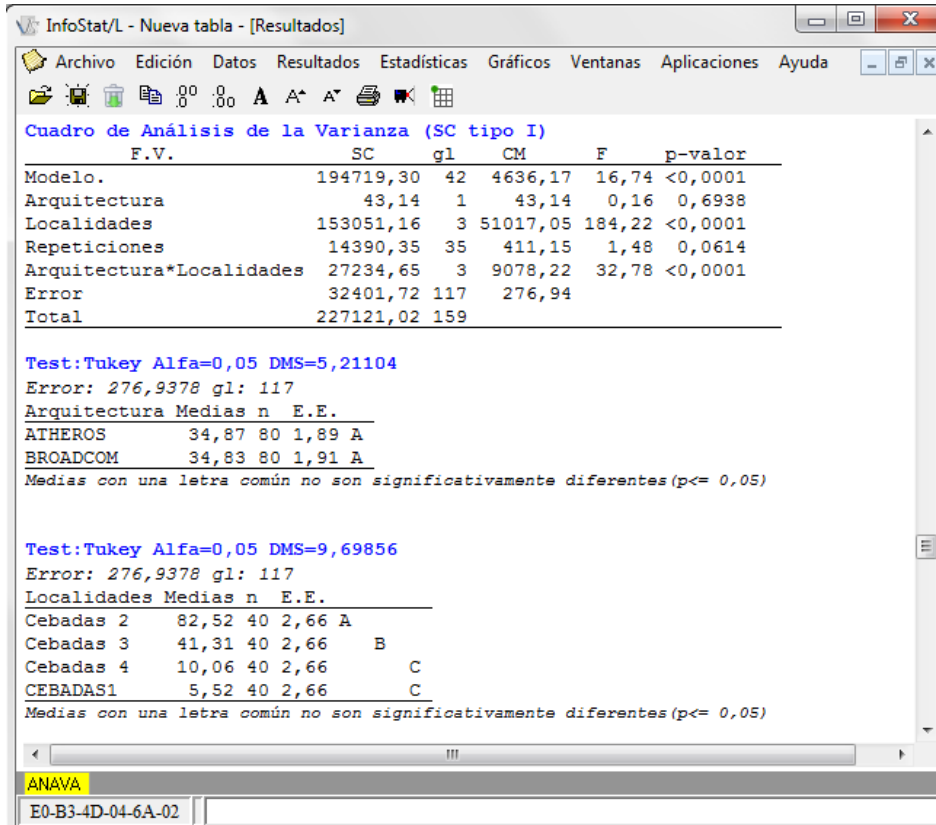 InfoStat/L - Nueva tabla - [Resultados]
Archivo Edición Datos Resultados Estadísticas Gráficos Ventanas Aplicaciones Ayuda
Cuadro de Análisis de la Varianza (SC tipo I)
F.V. SC gl CM F p-valor
Modelo. 194719,30 42 4636,17 16,74 <0,0001
Arquitectura 43,14 1 43,14 0,16 0,6938
Localidades 153051,16 3 51017,05 184,22 <0,0001
Repeticiones 14390,35 35 411,15 1,48 0,0614
Arquitectura*Localidades 27234,65 3 9078,22 32,78 <0,0001
Error 32401,72 117 276,94
Total 227121,02 159
Test:Tukey Alfa=0,05 DMS=5,21104
Error: 276,9378 gl: 117
Arquitectura Medias n E.E.
ATHEROS 34,87 80 1,89 A
BROADCOM 34,83 80 1,91 A
Medias con una letra común no son significativamente diferentes(p<= 0,05)
Test:Tukey Alfa=0,05 DMS=9,69856
Error: 276,9378 gl: 117
Localidades Medias n E.E.
Cebadas 2 82,52 40 2,66 A
Cebadas 3 41,31 40 2,66 B
Cebadas 4 10,06 40 2,66 C
CEBADAS1 5,52 40 2,66 C
Medias con una letra común no son significativamente diferentes(p<= 0,05)
ANAVA
E0-B3-4D-04-6A-02